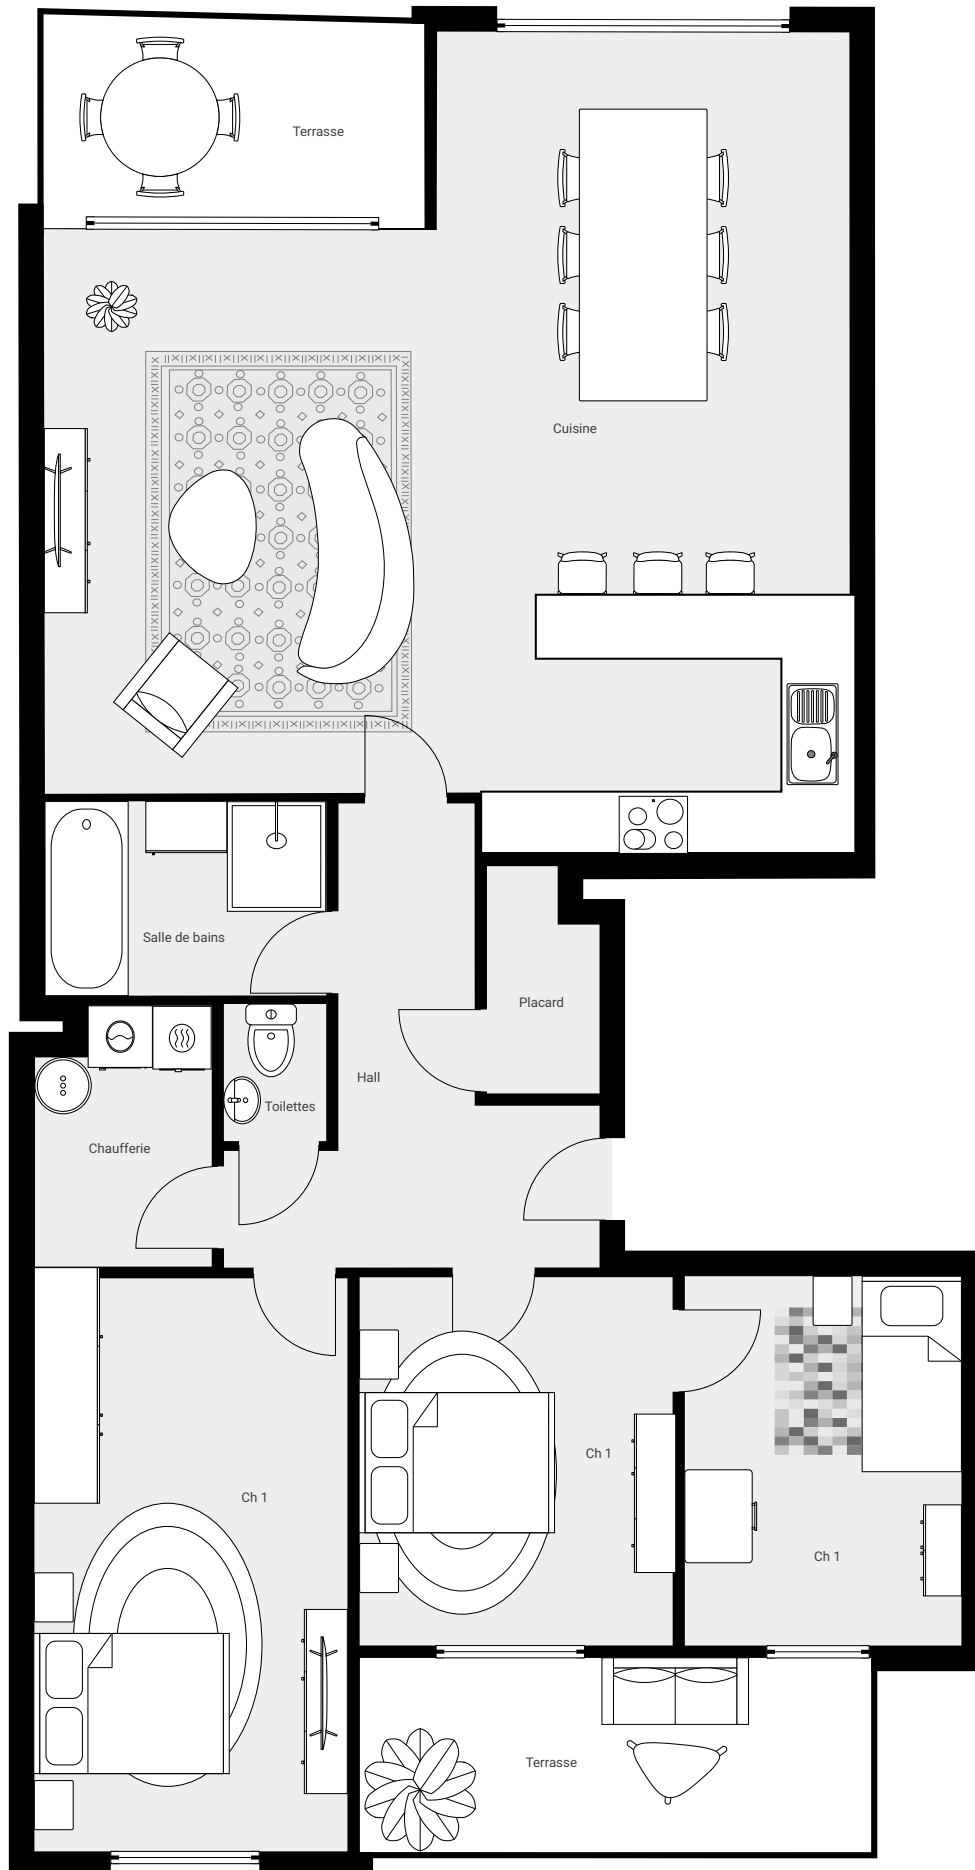 Terrasse
Cuisine
Salle de bains
Placard
Hall
Toilettes
Chaufferie
Ch 1
Ch 1
Ch 1
Terrasse